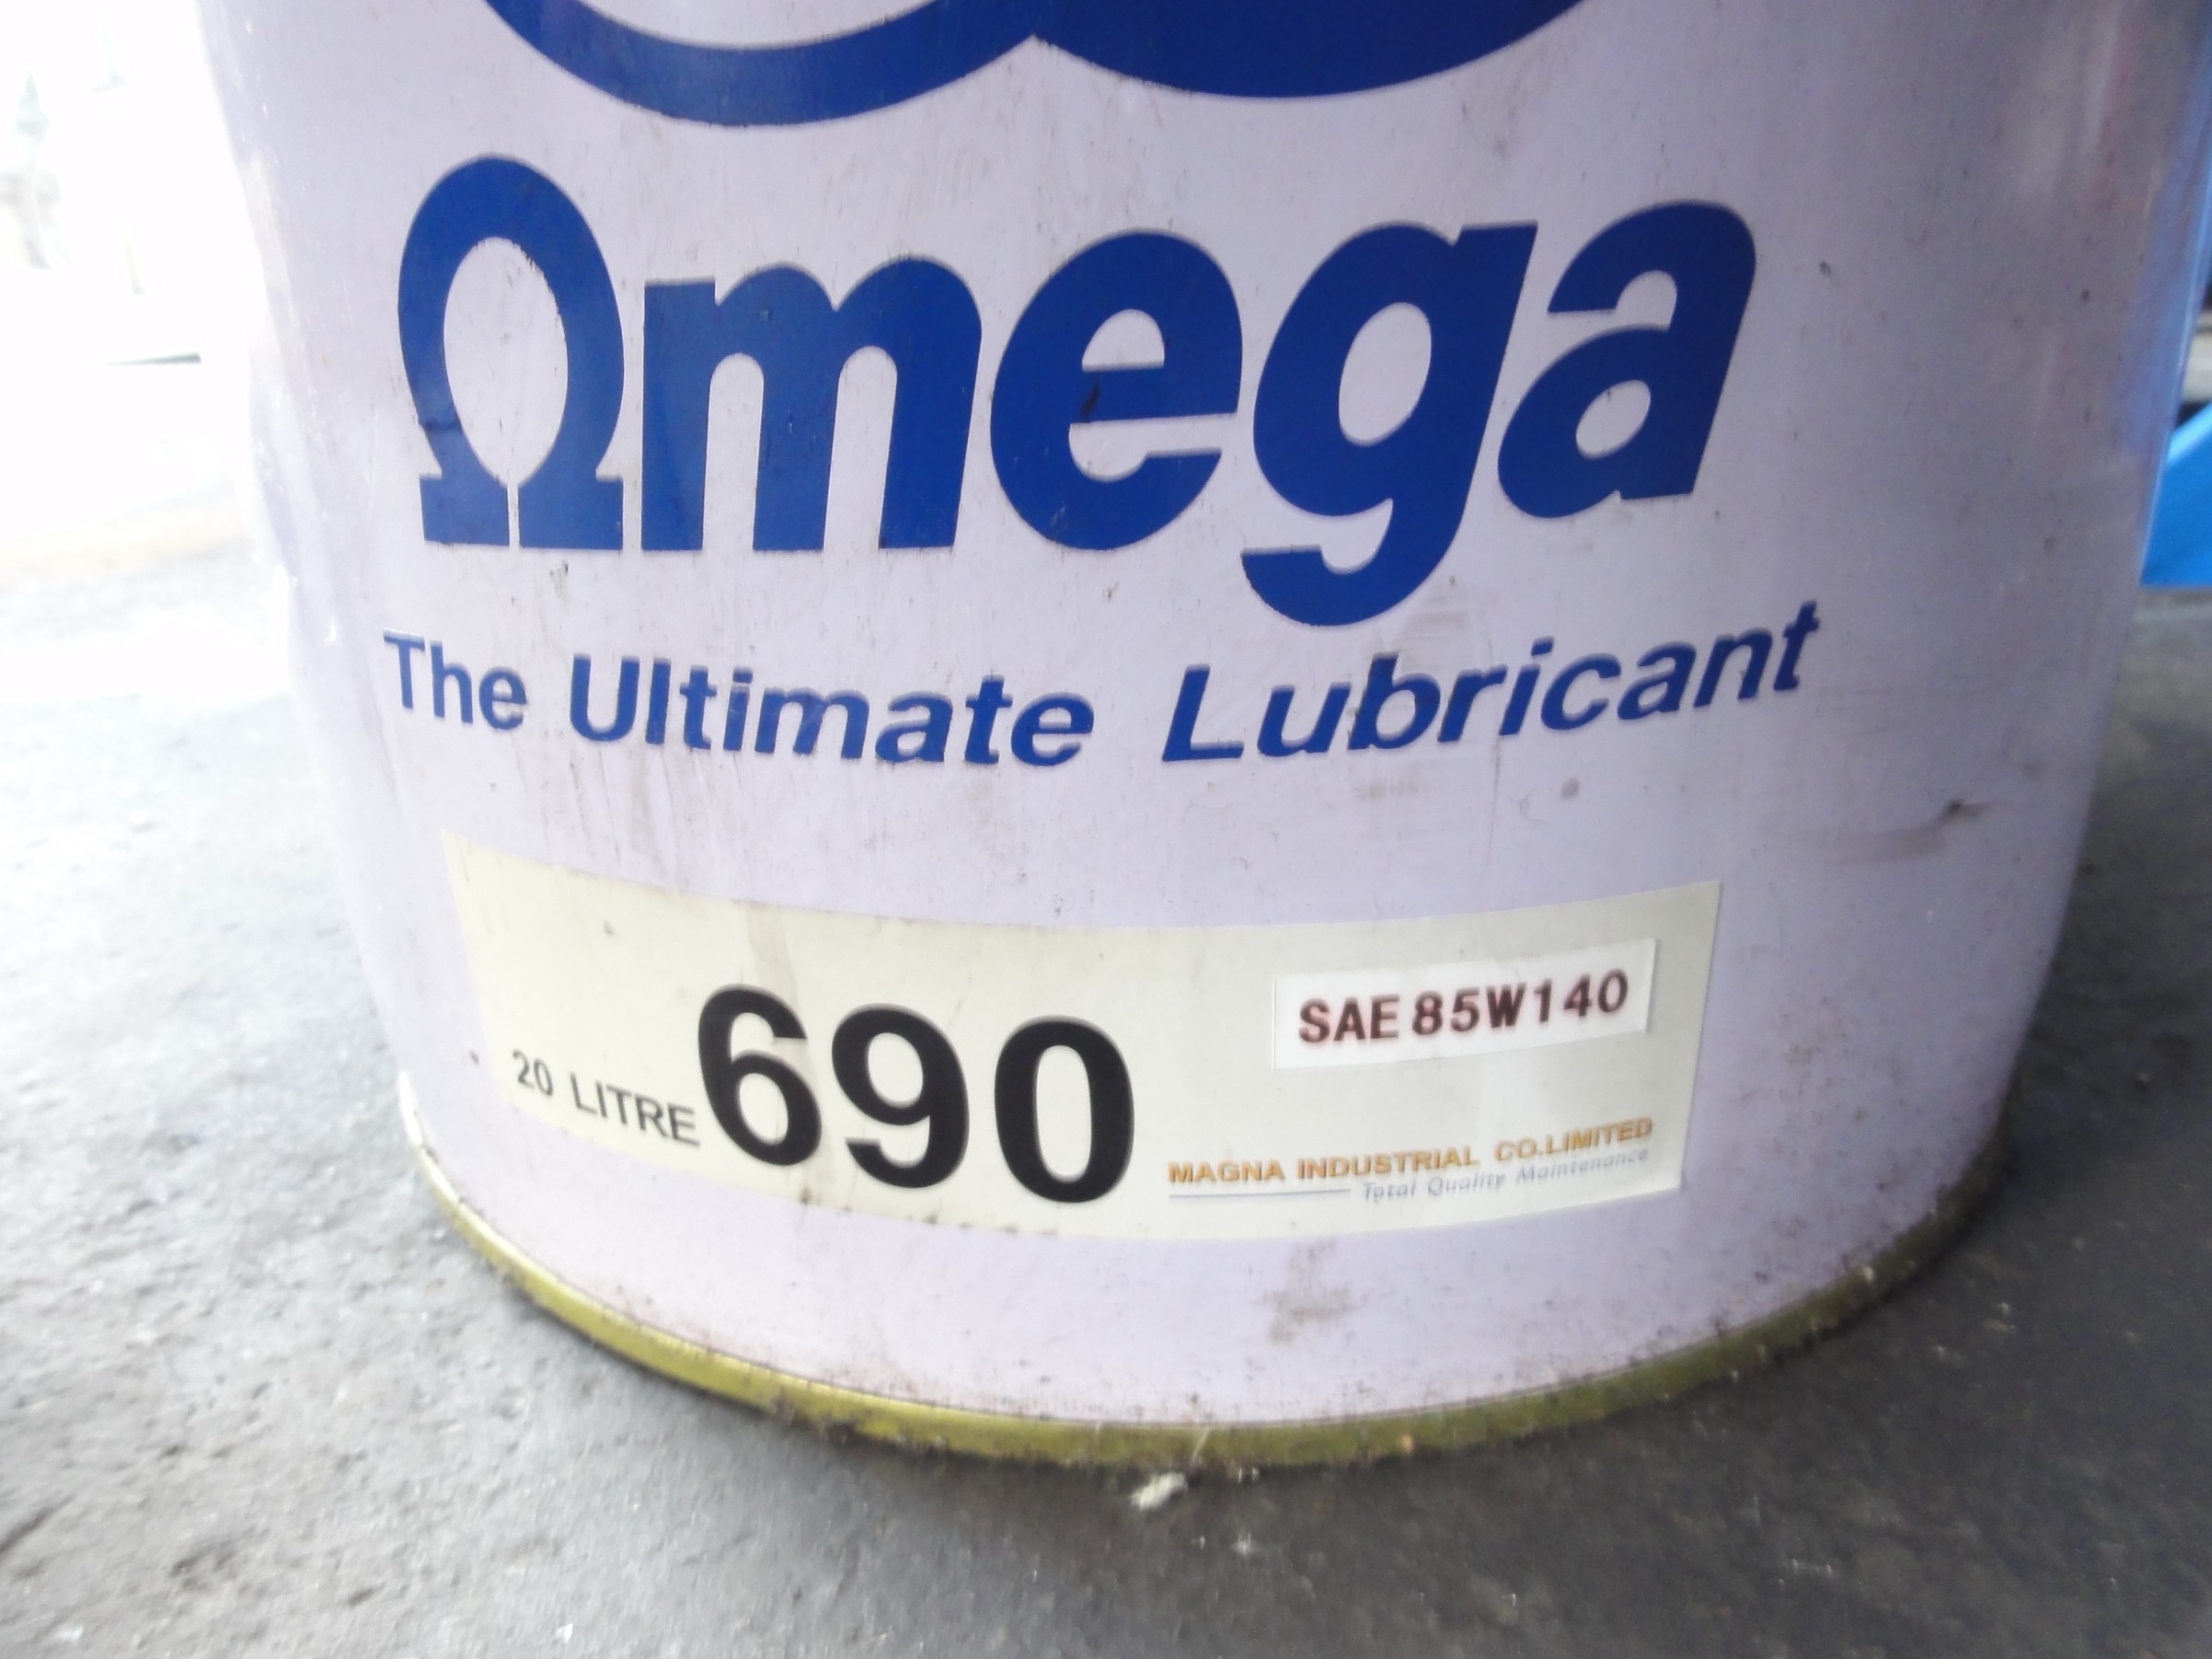 Ωmega
The Ultimate Lubricant
20 LITRE 690
SAE 85W140
MAGNA INDUSTRIAL CO.LIMITED
Total Quality Maintenance